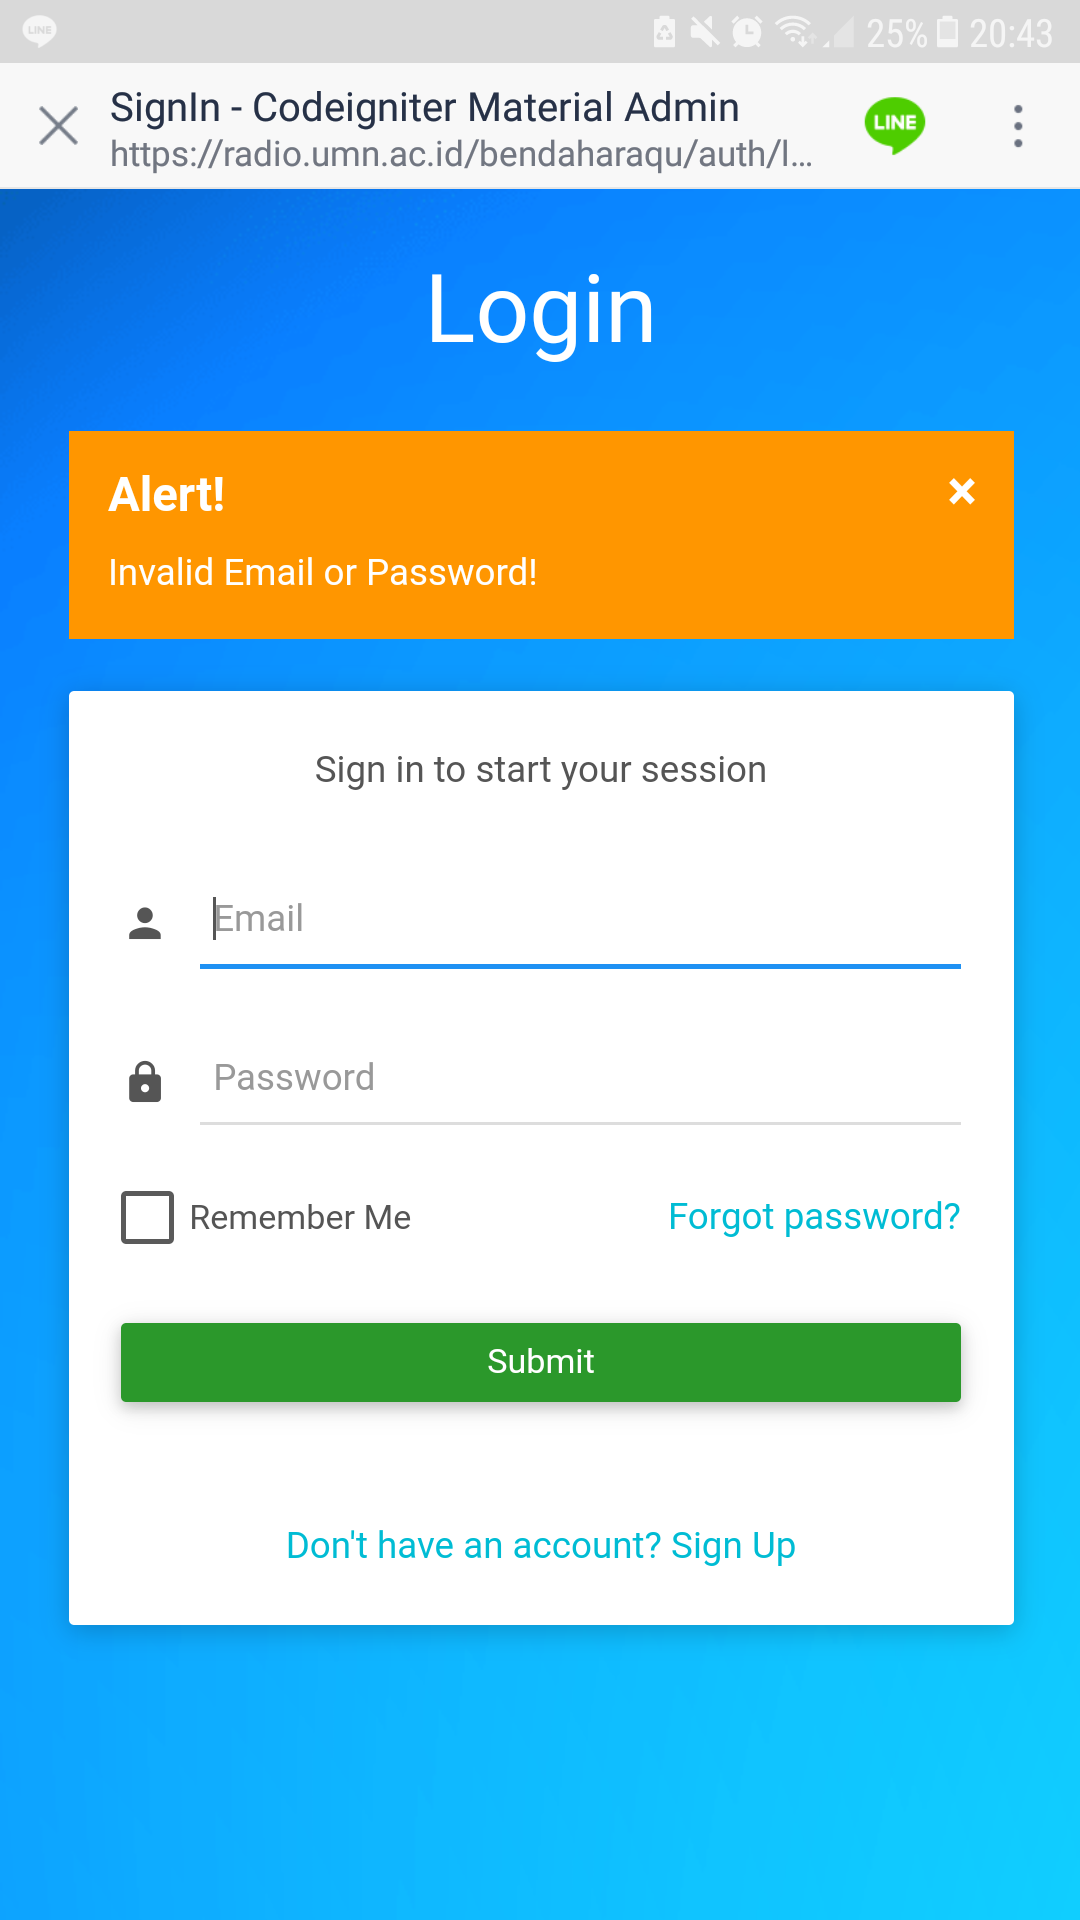 LINE 25% 20:43
SignIn - Codeigniter Material Admin
https://radio.umn.ac.id/bendaharaqu/auth/l...
LINE
Login
Alert!
Invalid Email or Password!
Sign in to start your session
Email
Password
Remember Me Forgot password?
Submit
Don't have an account? Sign Up